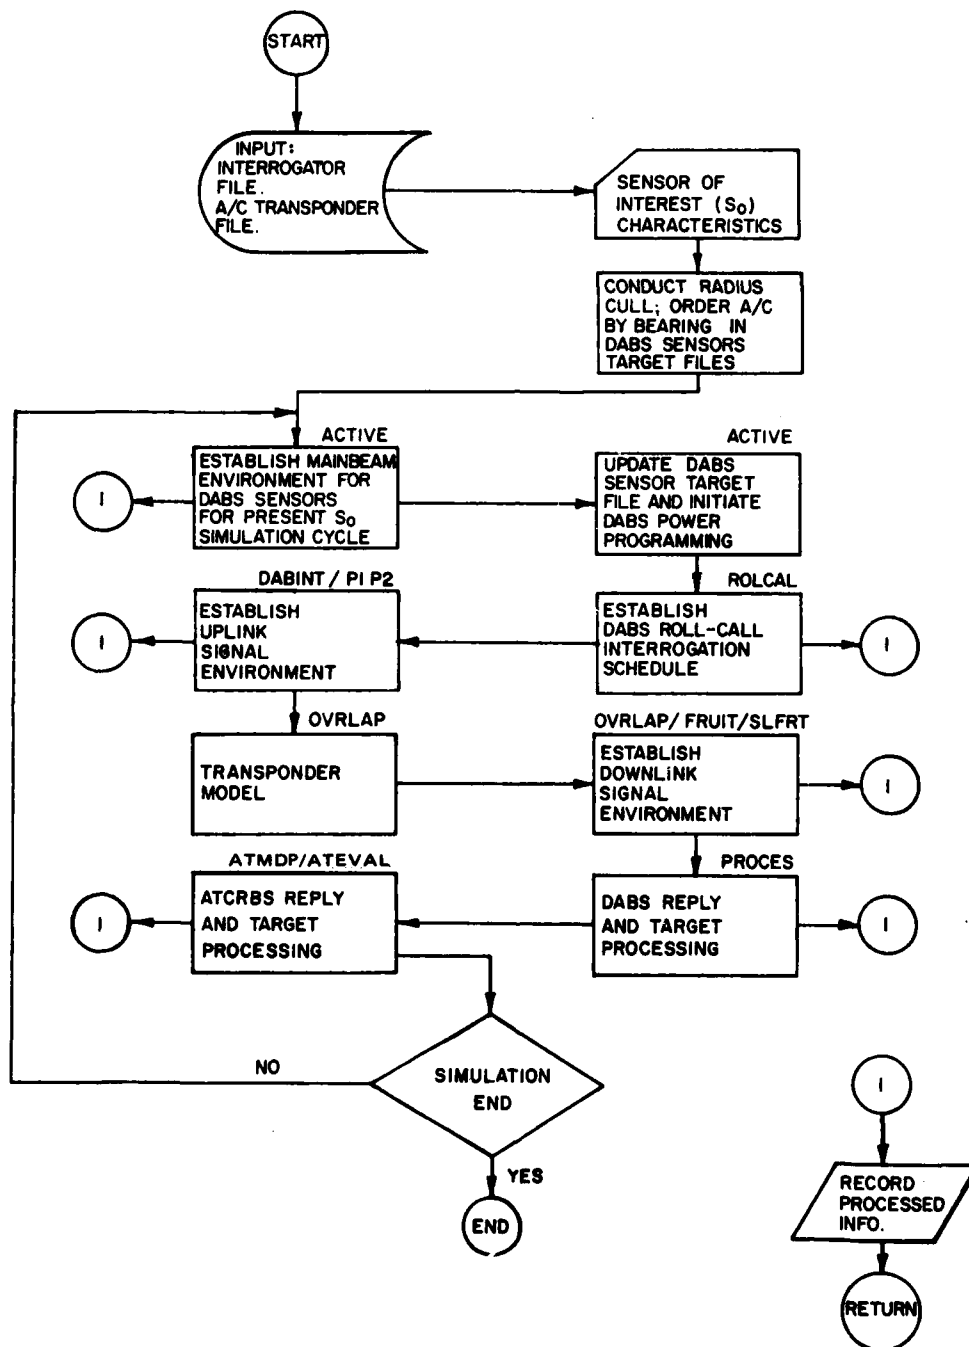 START
INPUT:
INTERROGATOR
FILE.
A/C TRANSPONDER
FILE.
SENSOR OF
INTEREST (So)
CHARACTERISTICS
CONDUCT RADIUS
CULL; ORDER A/C
BY BEARING IN
DABS SENSORS
TARGET FILES
ACTIVE
ESTABLISH MAINBEAM
ENVIRONMENT FOR
DABS SENSORS
FOR PRESENT So
SIMULATION CYCLE
I
ACTIVE
UPDATE DABS
SENSOR TARGET
FILE AND INITIATE
DABS POWER
PROGRAMMING
DABINT / PI P2
ESTABLISH
UPLINK
SIGNAL
ENVIRONMENT
I
ROLCAL
ESTABLISH
DABS ROLL-CALL
INTERROGATION
SCHEDULE
I
OVRLAP
TRANSPONDER
MODEL
OVRLAP/ FRUIT/SLFRT
ESTABLISH
DOWNLINK
SIGNAL
ENVIRONMENT
I
ATMDP/ATEVAL
ATCRBS REPLY
AND TARGET
PROCESSING
I
PROCES
DABS REPLY
AND TARGET
PROCESSING
I
SIMULATION
END
NO
YES
END
I
RECORD
PROCESSED
INFO.
RETURN